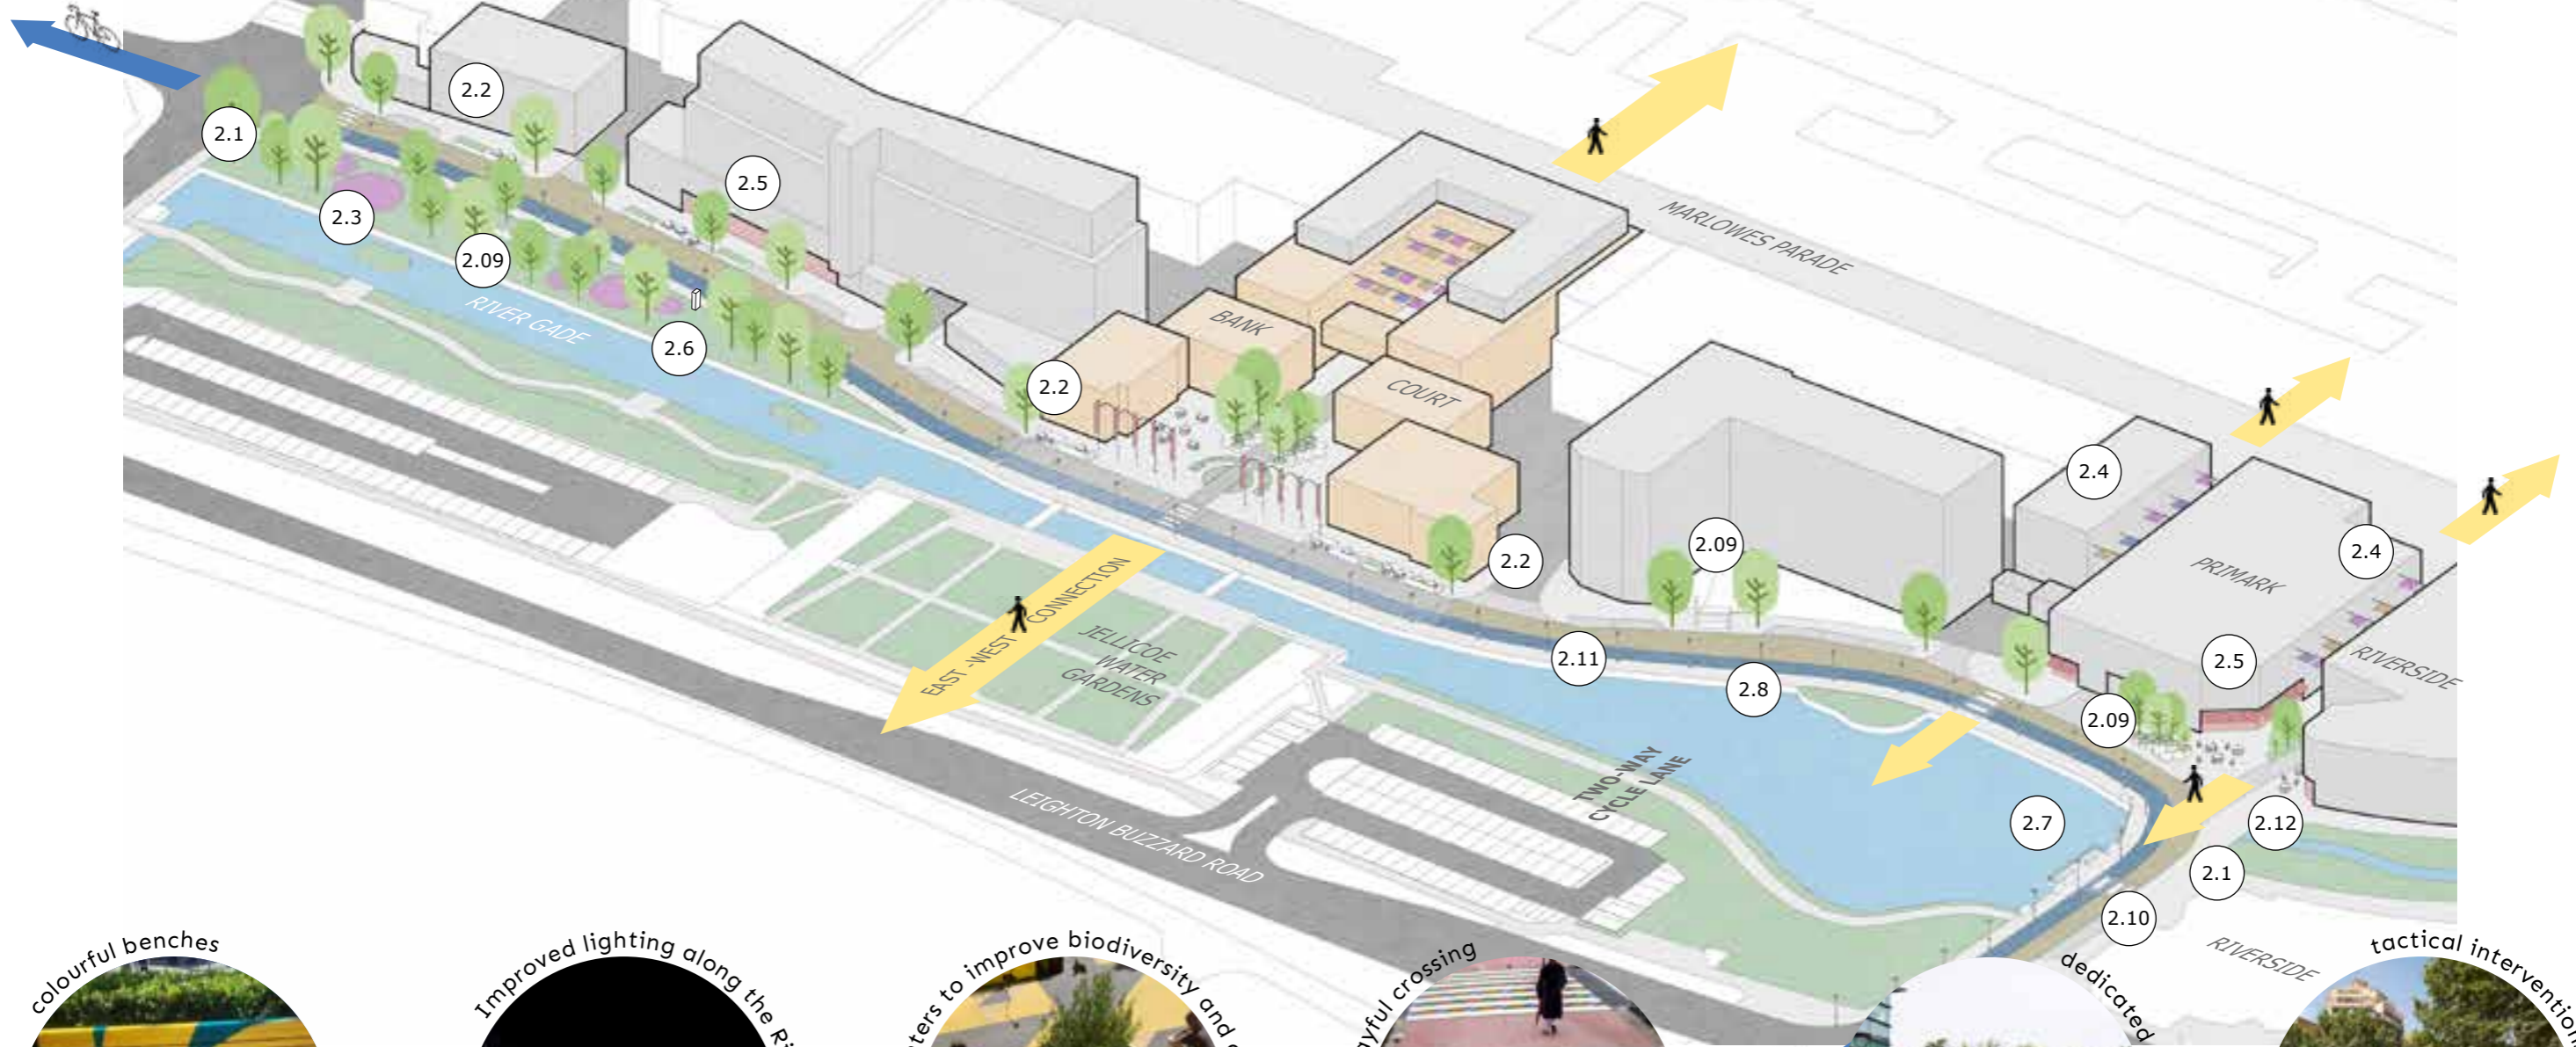 2.2
2.1
2.5
2.3
MARLOWES PARADE
2.09
RIVER GADE
BANK
2.6
2.2
COURT
2.4
2.09
2.2
2.4
PRIMARK
EAST -WEST CONNECTION
JELLICOE
WATER
GARDENS
2.11
2.8
2.5
RIVERSIDE
2.09
TWO-WAY
CYCLE LANE
LEIGHTON BUZZARD ROAD
2.7
2.12
2.1
2.10
RIVERSIDE
colourful benches
Improved lighting along the Ri
to improve biodiversity and
crossing
dedicated
tactical intervention